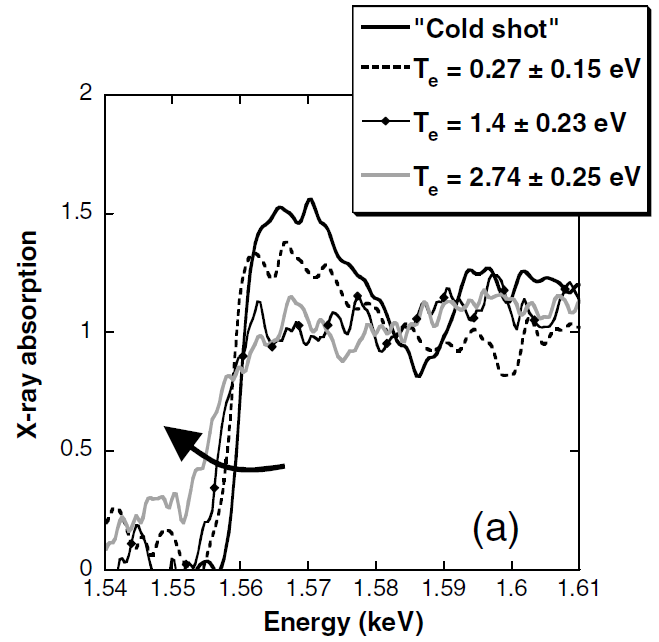 "Cold shot"
Te = 0.27 ± 0.15 eV
Te = 1.4 ± 0.23 eV
Te = 2.74 ± 0.25 eV
2
1.5
1
0.5
0
X-ray absorption
(a)
1.54 1.55 1.56 1.57 1.58 1.59 1.6 1.61
Energy (keV)